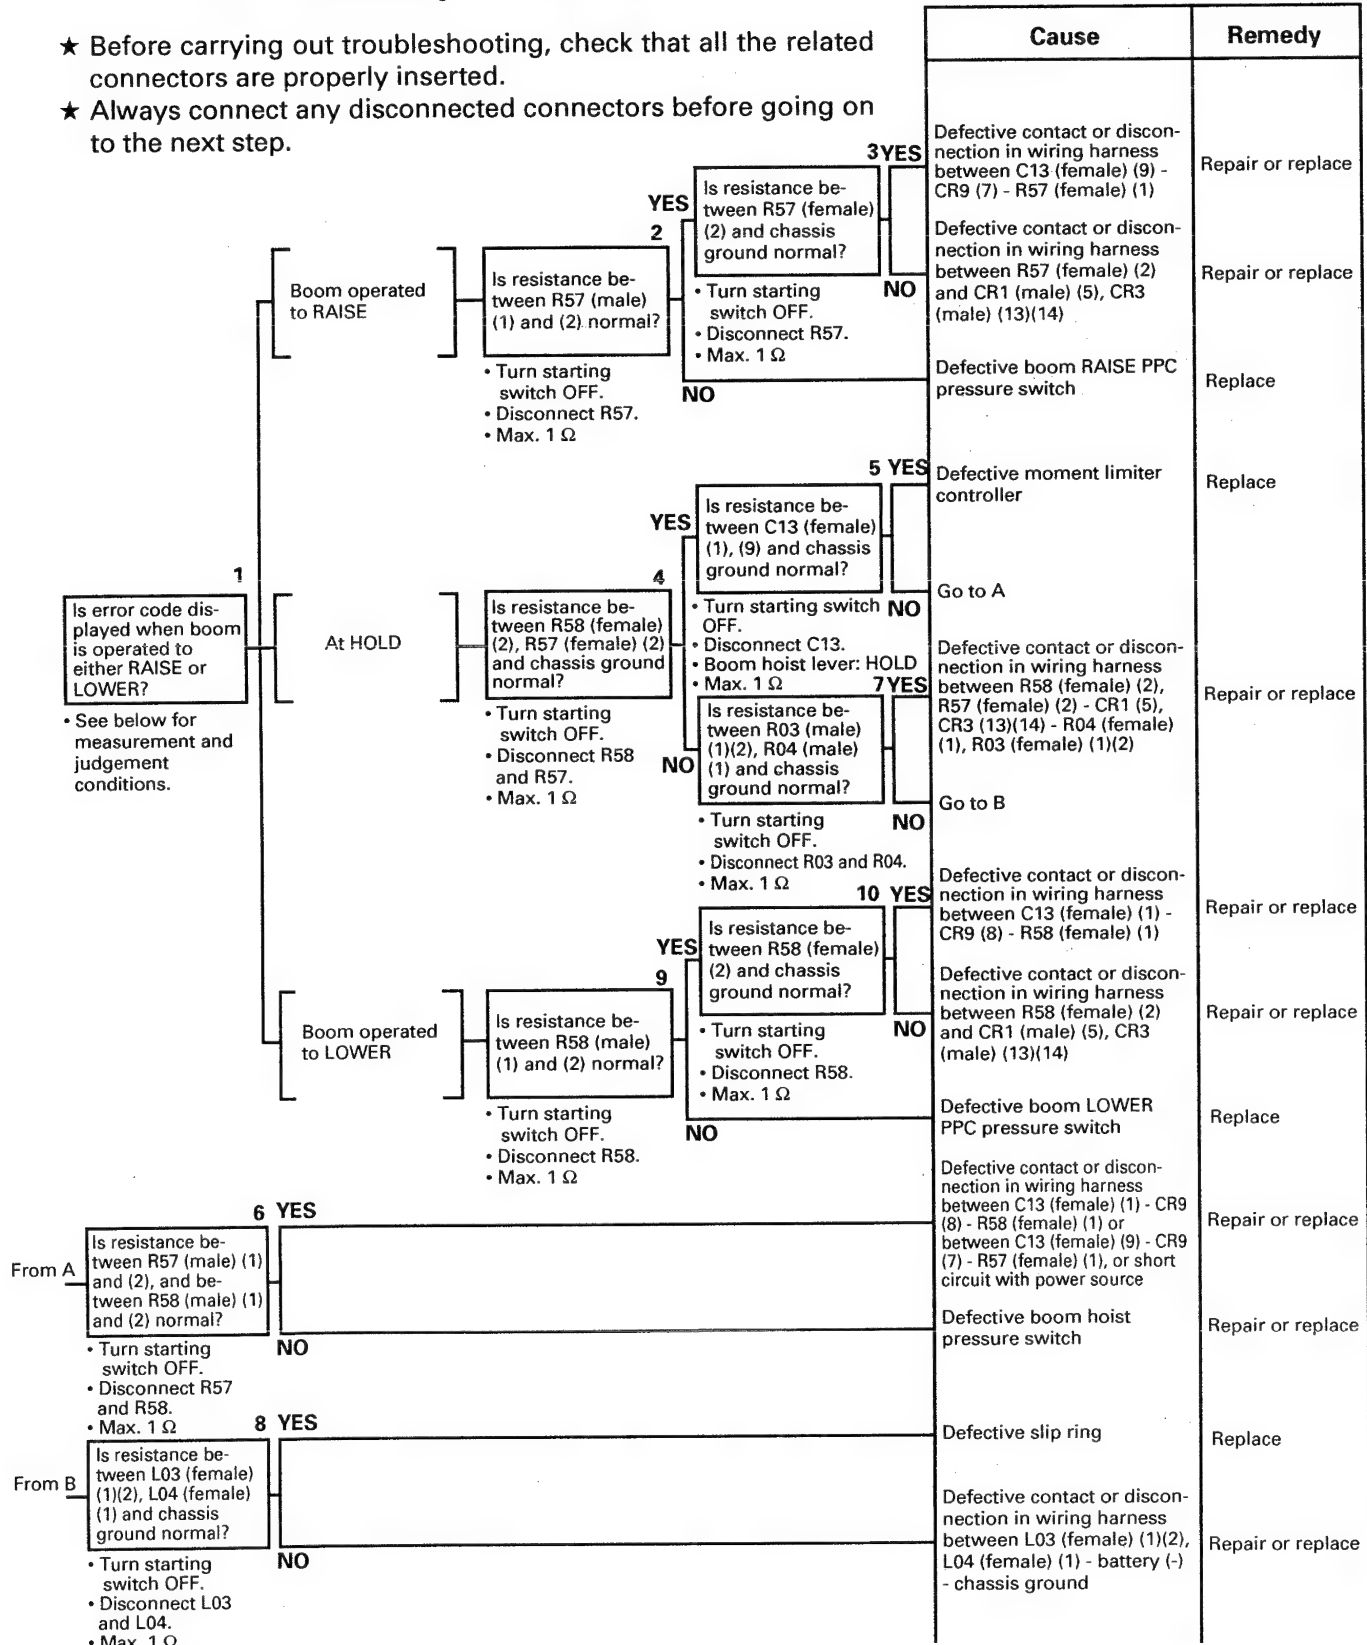 ★ Before carrying out troubleshooting, check that all the related
connectors are properly inserted.
★ Always connect any disconnected connectors before going on
to the next step.
Cause
Remedy
1
Is error code dis-
played when boom
is operated to
either RAISE or
LOWER?
• See below for
measurement and
judgement
conditions.
Boom operated
to RAISE
2
Is resistance be-
tween R57 (male)
(1) and (2) normal?
• Turn starting
switch OFF.
• Disconnect R57.
• Max. 1 Ω
YES
NO
3 YES
Is resistance be-
tween R57 (female)
(2) and chassis
ground normal?
• Turn starting
switch OFF.
• Disconnect R57.
• Max. 1 Ω
NO
Defective contact or discon-
nection in wiring harness
between C13 (female) (9) -
CR9 (7) - R57 (female) (1)
Repair or replace
Defective contact or discon-
nection in wiring harness
between R57 (female) (2)
and CR1 (male) (5), CR3
(male) (13)(14)
Repair or replace
Defective boom RAISE PPC
pressure switch
Replace
At HOLD
4
Is resistance be-
tween R58 (female)
(2), R57 (female) (2)
and chassis ground
normal?
• Turn starting
switch OFF.
• Disconnect R58
and R57.
• Max. 1 Ω
YES
NO
5 YES
Is resistance be-
tween C13 (female)
(1), (9) and chassis
ground normal?
• Turn starting switch
OFF.
• Disconnect C13.
• Boom hoist lever: HOLD
• Max. 1 Ω
NO
Defective moment limiter
controller
Replace
Go to A
7 YES
Is resistance be-
tween R03 (male)
(1)(2), R04 (male)
(1) and chassis
ground normal?
• Turn starting
switch OFF.
• Disconnect R03 and R04.
• Max. 1 Ω
NO
Defective contact or discon-
nection in wiring harness
between R58 (female) (2),
R57 (female) (2) - CR1 (5),
CR3 (13)(14) - R04 (female)
(1), R03 (female) (1)(2)
Repair or replace
Go to B
Boom operated
to LOWER
9
Is resistance be-
tween R58 (male)
(1) and (2) normal?
• Turn starting
switch OFF.
• Disconnect R58.
• Max. 1 Ω
YES
NO
10 YES
Is resistance be-
tween R58 (female)
(2) and chassis
ground normal?
• Turn starting
switch OFF.
• Disconnect R58.
• Max. 1 Ω
NO
Defective contact or discon-
nection in wiring harness
between C13 (female) (1) -
CR9 (8) - R58 (female) (1)
Repair or replace
Defective contact or discon-
nection in wiring harness
between R58 (female) (2)
and CR1 (male) (5), CR3
(male) (13)(14)
Repair or replace
Defective boom LOWER
PPC pressure switch
Replace
From A
6 YES
Is resistance be-
tween R57 (male) (1)
and (2), and be-
tween R58 (male) (1)
and (2) normal?
• Turn starting
switch OFF.
• Disconnect R57
and R58.
• Max. 1 Ω
NO
Defective contact or discon-
nection in wiring harness
between C13 (female) (1) - CR9
(8) - R58 (female) (1) or
between C13 (female) (9) - CR9
(7) - R57 (female) (1), or short
circuit with power source
Repair or replace
Defective boom hoist
pressure switch
Repair or replace
From B
8 YES
Is resistance be-
tween L03 (female)
(1)(2), L04 (female)
(1) and chassis
ground normal?
• Turn starting
switch OFF.
• Disconnect L03
and L04.
• Max. 1 Ω
NO
Defective slip ring
Replace
Defective contact or discon-
nection in wiring harness
between L03 (female) (1)(2),
L04 (female) (1) - battery (-)
- chassis ground
Repair or replace